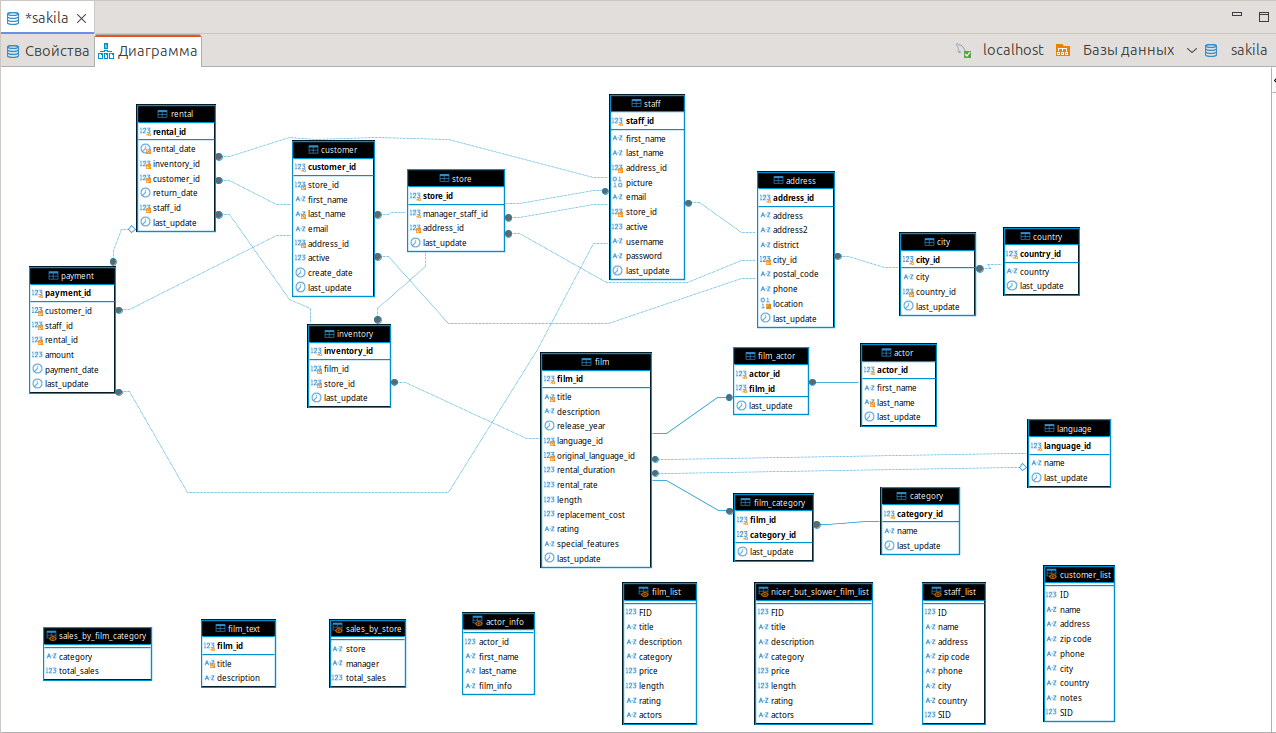 *sakila
Свойства
Диаграмма
localhost
Базы данных
sakila
rental
rental_id
rental_date
inventory_id
customer_id
return_date
staff_id
last_update
customer
customer_id
store_id
first_name
last_name
email
address_id
active
create_date
last_update
store
store_id
manager_staff_id
address_id
last_update
staff
staff_id
first_name
last_name
address_id
picture
email
store_id
active
username
password
last_update
address
address_id
address
address2
district
city_id
postal_code
phone
location
last_update
city
city_id
city
country_id
last_update
country
country_id
country
last_update
payment
payment_id
customer_id
staff_id
rental_id
amount
payment_date
last_update
inventory
inventory_id
film_id
store_id
last_update
film
film_id
title
description
release_year
language_id
original_language_id
rental_duration
rental_rate
length
replacement_cost
rating
special_features
last_update
film_actor
actor_id
film_id
last_update
actor
actor_id
first_name
last_name
last_update
language
language_id
name
last_update
film_category
film_id
category_id
last_update
category
category_id
name
last_update
sales_by_film_category
category
total_sales
film_text
film_id
title
description
sales_by_store
store
manager
total_sales
actor_info
actor_id
first_name
last_name
film_info
film_list
FID
title
description
category
price
length
rating
actors
nicer_but_slower_film_list
FID
title
description
category
price
length
rating
actors
staff_list
ID
name
address
zip code
phone
city
country
SID
customer_list
ID
name
address
zip code
phone
city
country
notes
SID